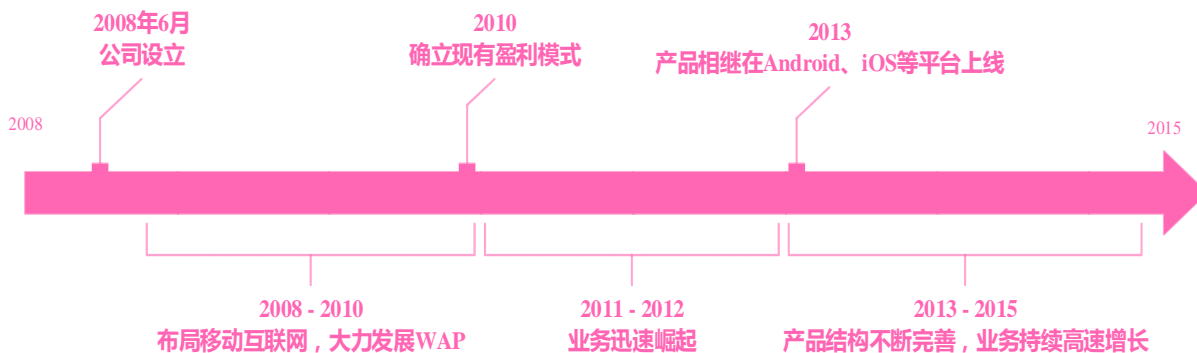 2008年6月
公司设立
2010
确立现有盈利模式
2013
产品相继在Android、iOS等平台上线
2008
2015
2008 - 2010
布局移动互联网，大力发展WAP
2011 - 2012
业务迅速崛起
2013 - 2015
产品结构不断完善，业务持续高速增长